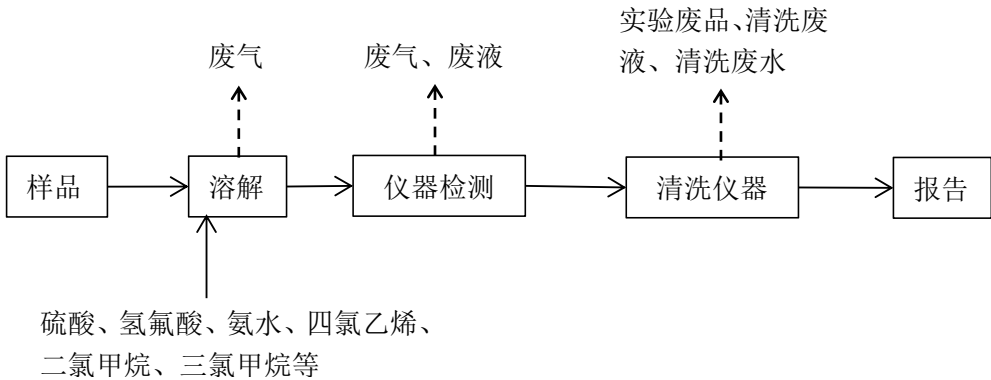 废气
废气、废液
实验废品、清洗废
液、清洗废水
样品
溶解
仪器检测
清洗仪器
报告
硫酸、氢氟酸、氨水、四氯乙烯、
二氯甲烷、三氯甲烷等